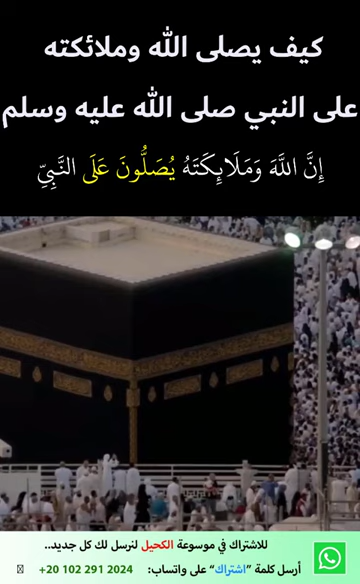 كيف يصلى الله وملائكته
على النبي صلى الله عليه وسلم
إِنَّ اللَّهَ وَمَلَائِكَتَهُ يُصَلُّونَ عَلَى النَّبِيِّ
للاشتراك في موسوعة الكحيل لنرسل لك كل جديد..
أرسل كلمة "اشتراك" على واتساب: +20 102 291 2024